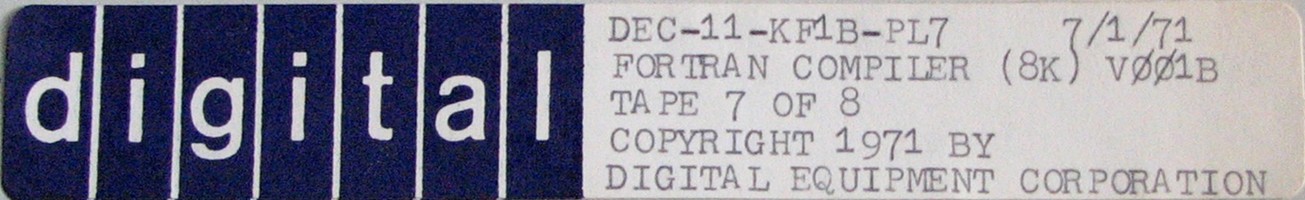 digital
DEC-11-KF1B-PL7 7/1/71
FORTRAN COMPILER (8K) VØØ1B
TAPE 7 OF 8
COPYRIGHT 1971 BY
DIGITAL EQUIPMENT CORPORATION